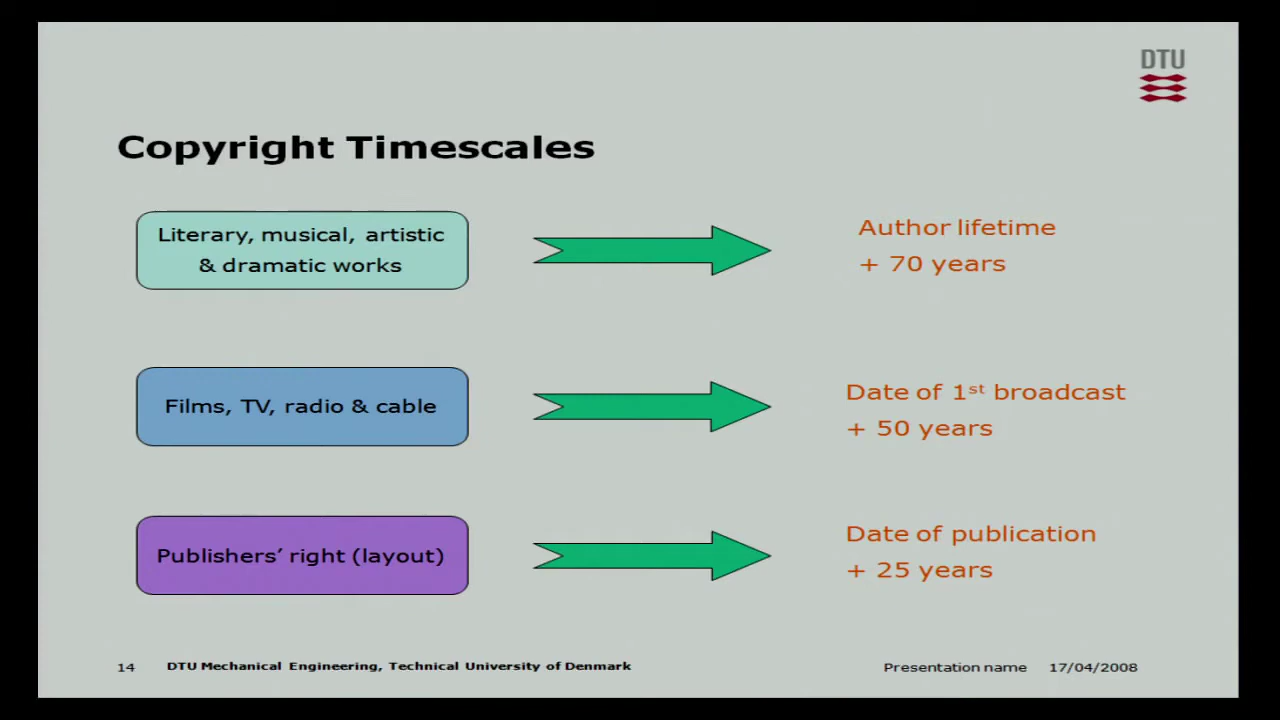 DTU
Copyright Timescales
Literary, musical, artistic
& dramatic works
Author lifetime
+ 70 years
Films, TV, radio & cable
Date of 1st broadcast
+ 50 years
Publishers’ right (layout)
Date of publication
+ 25 years
14 DTU Mechanical Engineering, Technical University of Denmark Presentation name 17/04/2008